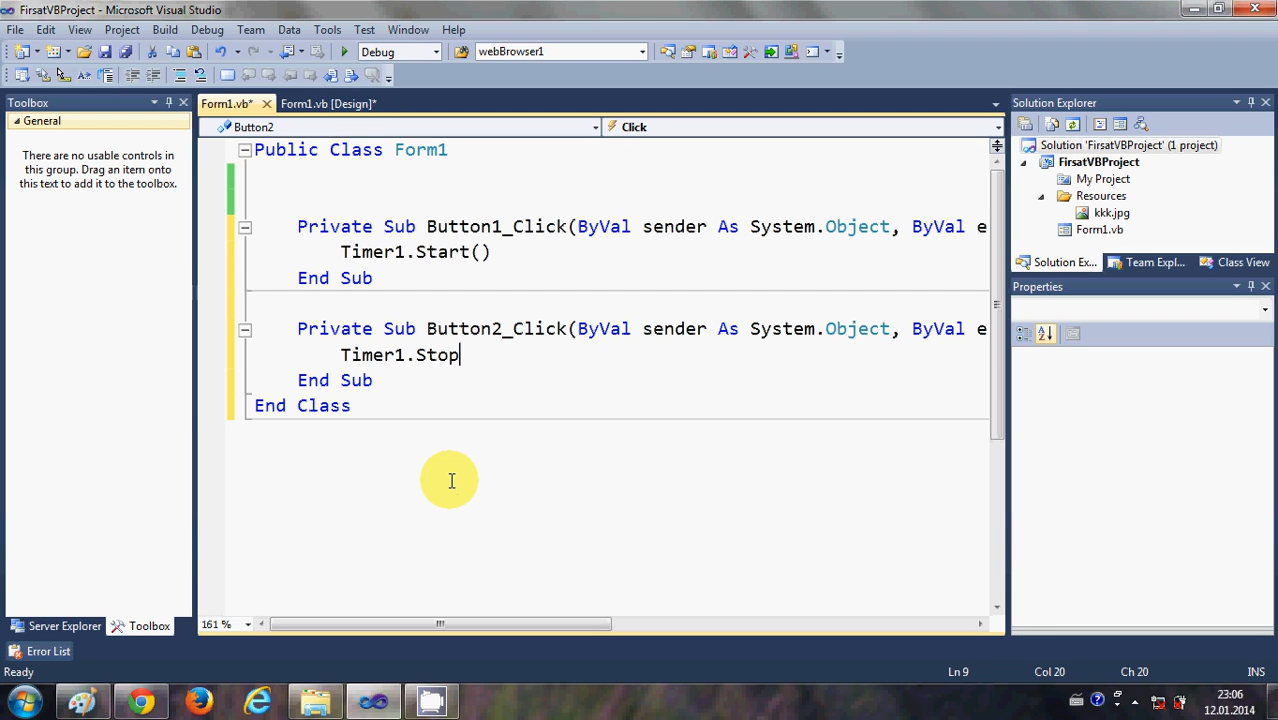 FirsatVBProject - Microsoft Visual Studio
File Edit View Project Build Debug Team Data Tools Test Window Help
Debug webBrowser1
Toolbox
General
There are no usable controls in
this group. Drag an item onto
this text to add it to the toolbox.
Server Explorer Toolbox
Form1.vb* Form1.vb [Design]*
Button2 Click
Public Class Form1
Private Sub Button1_Click(ByVal sender As System.Object, ByVal e
Timer1.Start()
End Sub
Private Sub Button2_Click(ByVal sender As System.Object, ByVal e
Timer1.Stop
End Sub
End Class
161 %
Solution Explorer
Solution 'FirsatVBProject' (1 project)
FirsatVBProject
My Project
Resources
kkk.jpg
Form1.vb
Solution Ex... Team Expl... Class View
Properties
Error List
Ready Ln 9 Col 20 Ch 20 INS
23:06
12.01.2014